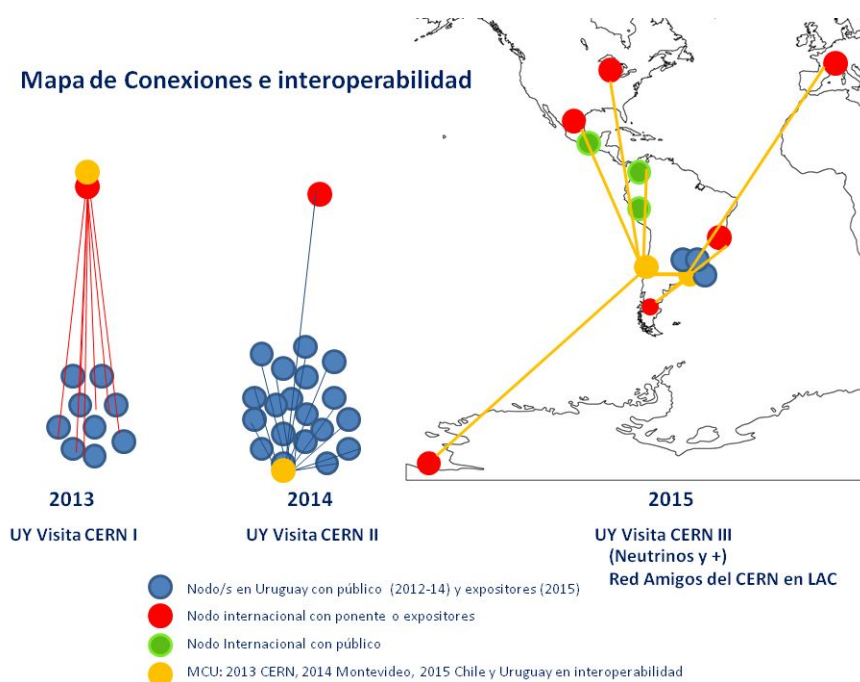 Mapa de Conexiones e interoperabilidad
2013
UY Visita CERN I
2014
UY Visita CERN II
2015
UY Visita CERN III
(Neutrinos y +)
Red Amigos del CERN en LAC
Nodo/s en Uruguay con público (2012-14) y expositores (2015)
Nodo internacional con ponente o expositores
Nodo Internacional con público
MCU: 2013 CERN, 2014 Montevideo, 2015 Chile y Uruguay en interoperabilidad